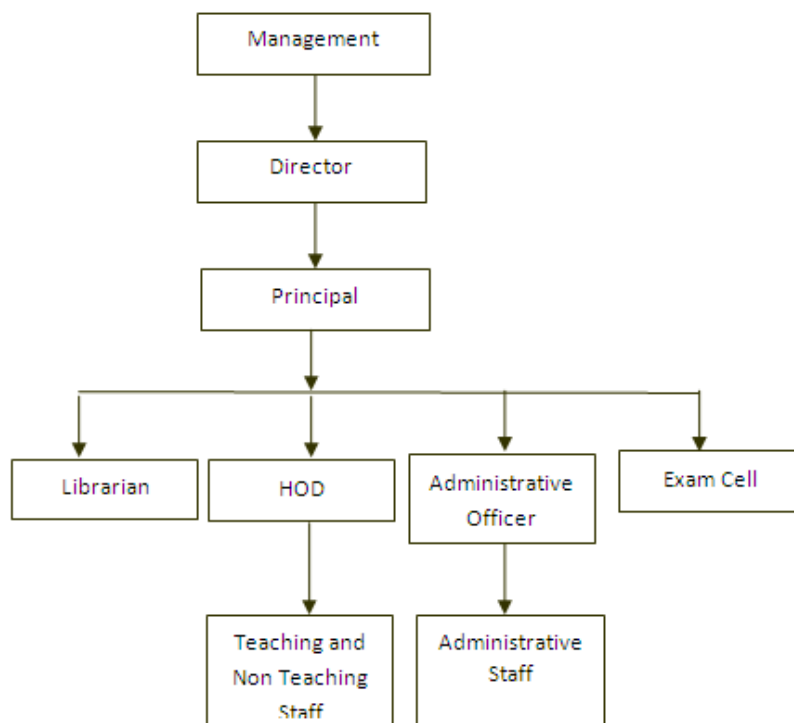 Management
Director
Principal
Librarian
HOD
Administrative
Officer
Exam Cell
Teaching and
Non Teaching
Staff
Administrative
Staff